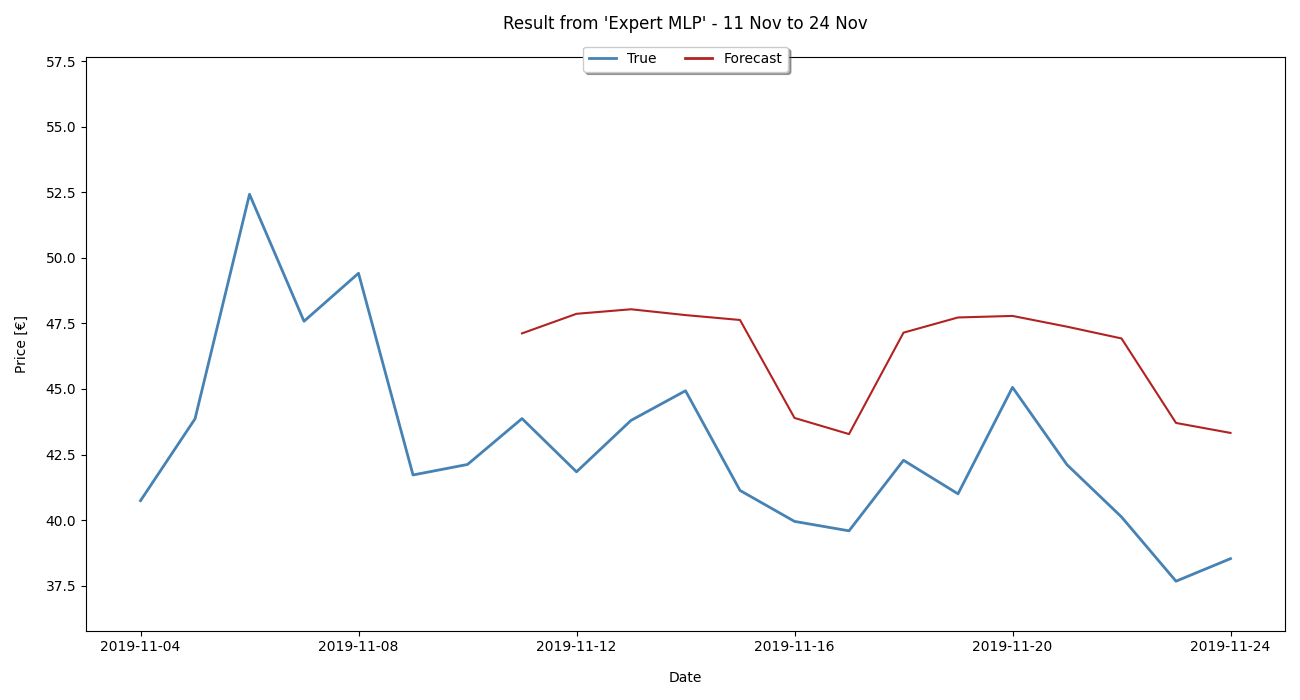 Result from 'Expert MLP' - 11 Nov to 24 Nov
True Forecast
57.5
55.0
52.5
50.0
47.5
45.0
42.5
40.0
37.5
Price [€]
2019-11-04 2019-11-08 2019-11-12 2019-11-16 2019-11-20 2019-11-24
Date